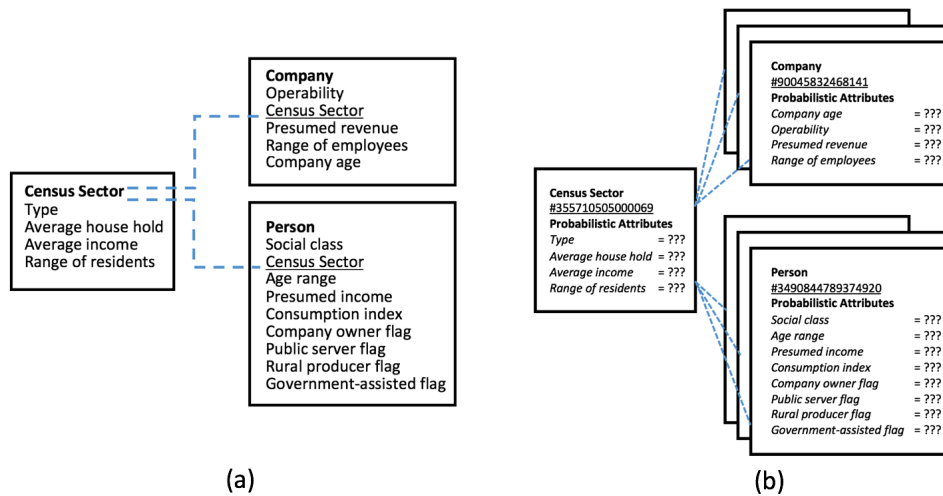 Census Sector
Type
Average house hold
Average income
Range of residents
Company
Operability
Census Sector
Presumed revenue
Range of employees
Company age
Person
Social class
Census Sector
Age range
Presumed income
Consumption index
Company owner flag
Public server flag
Rural producer flag
Government-assisted flag
(a)
Census Sector
#355710505000069
Probabilistic Attributes
Type = ???
Average house hold = ???
Average income = ???
Range of residents = ???
Company
#90045832468141
Probabilistic Attributes
Company age = ???
Operability = ???
Presumed revenue = ???
Range of employees = ???
Person
#3490844789374920
Probabilistic Attributes
Social class = ???
Age range = ???
Presumed income = ???
Consumption index = ???
Company owner flag = ???
Public server flag = ???
Rural producer flag = ???
Government-assisted flag = ???
(b)